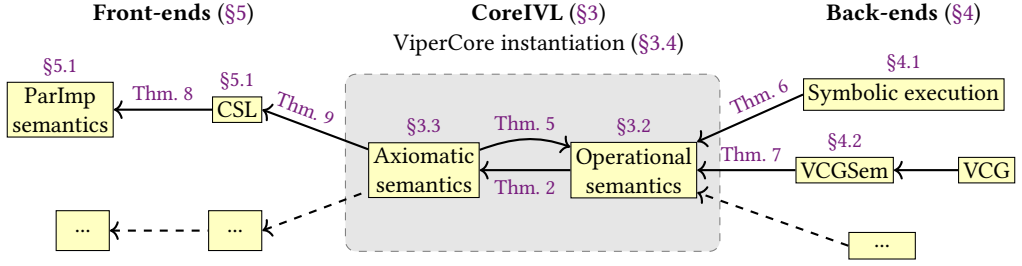 Front-ends (§5)
CoreIVL (§3)
Back-ends (§4)
ViperCore instantiation (§3.4)
§5.1
ParImp
semantics
Thm. 8
§5.1
CSL
Thm. 9
§3.3
Axiomatic
semantics
Thm. 5
Thm. 2
§3.2
Operational
semantics
Thm. 6
§4.1
Symbolic execution
Thm. 7
§4.2
VCGSem
VCG
...
...
...